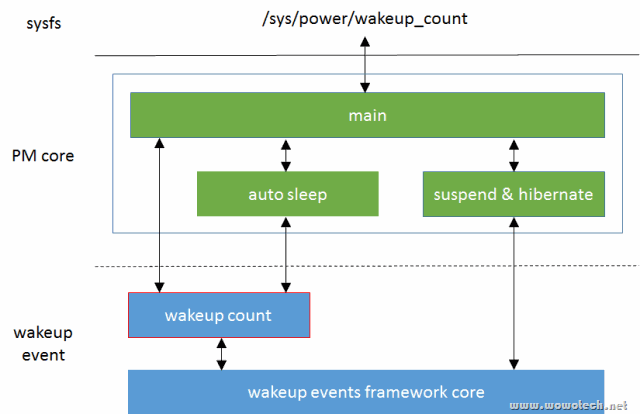 sysfs
/sys/power/wakeup_count
main
PM core
auto sleep
suspend & hibernate
wakeup count
wakeup
event
wakeup events framework core
www.wowotech.net